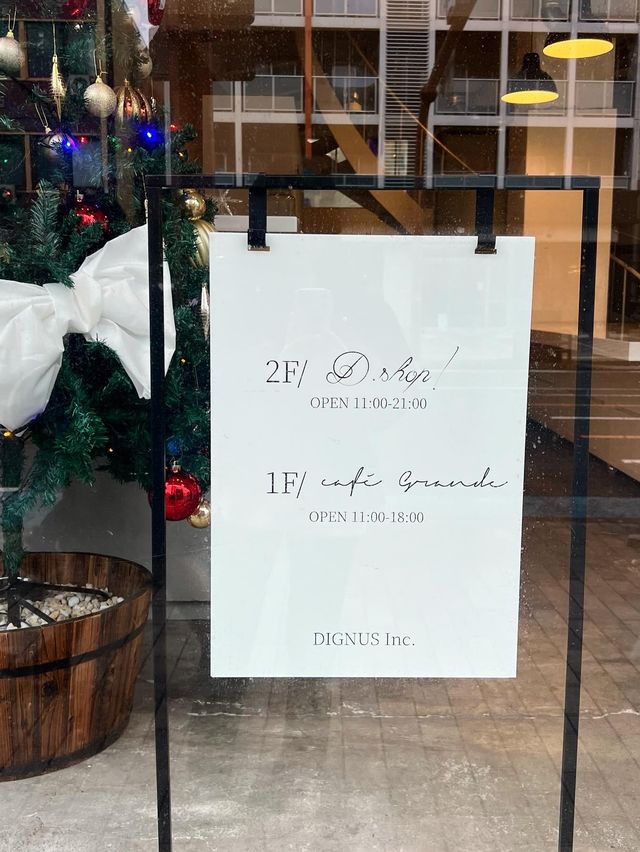 2F/ D.shop!
OPEN 11:00-21:00
1F/ café Grande
OPEN 11:00-18:00
DIGNUS Inc.